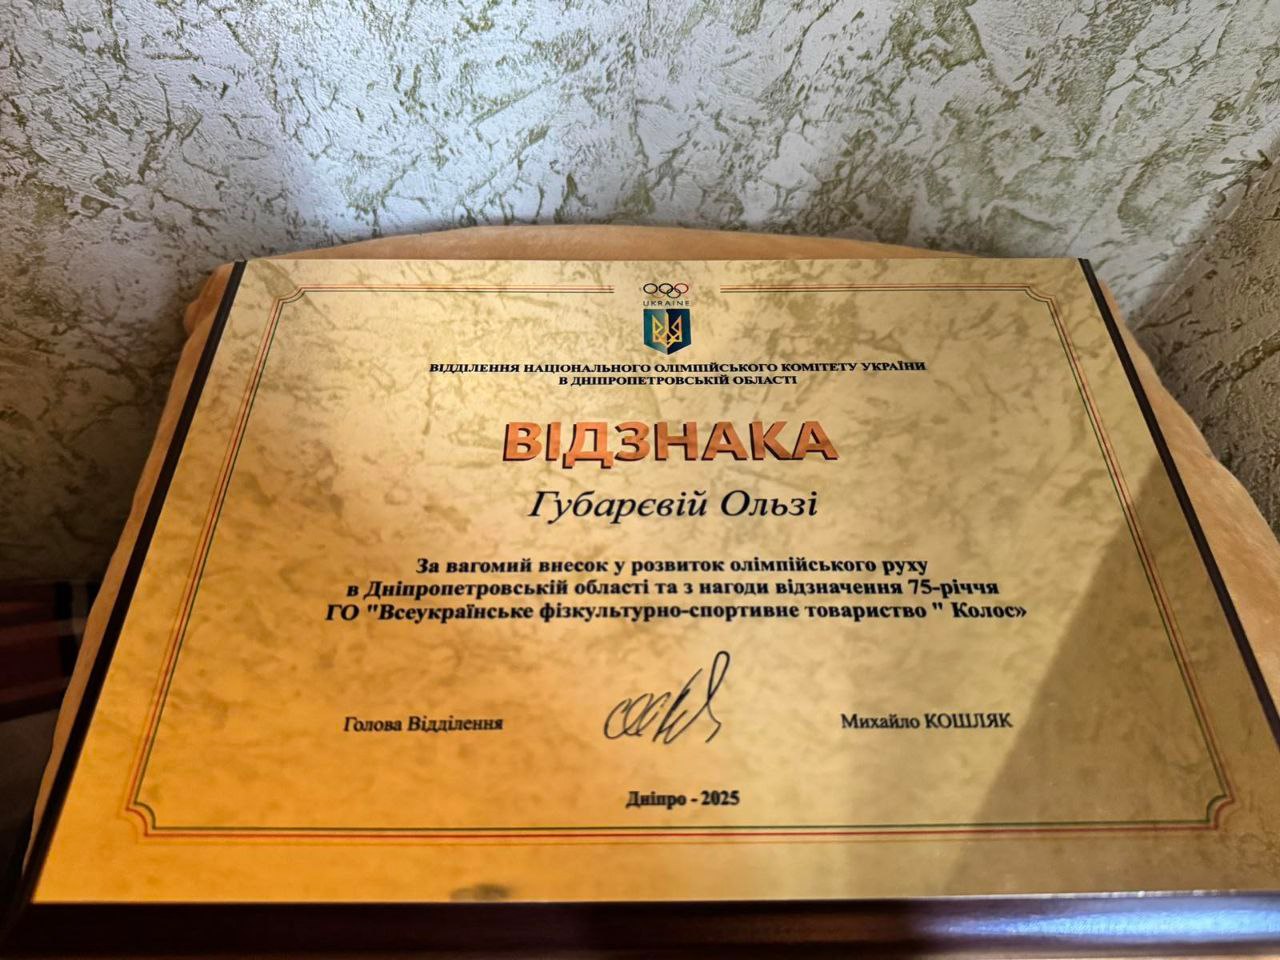 UKRAINE
ВІДДІЛЕННЯ НАЦІОНАЛЬНОГО ОЛІМПІЙСЬКОГО КОМІТЕТУ УКРАЇНИ
В ДНІПРОПЕТРОВСЬКІЙ ОБЛАСТІ
ВІДЗНАКА
Губарєвій Ользі
За вагомий внесок у розвиток олімпійського руху
в Дніпропетровській області та з нагоди відзначення 75-річчя
ГО "Всеукраїнське фізкультурно-спортивне товариство " Колос»
Голова Відділення Михайло КОШЛЯК
Дніпро - 2025